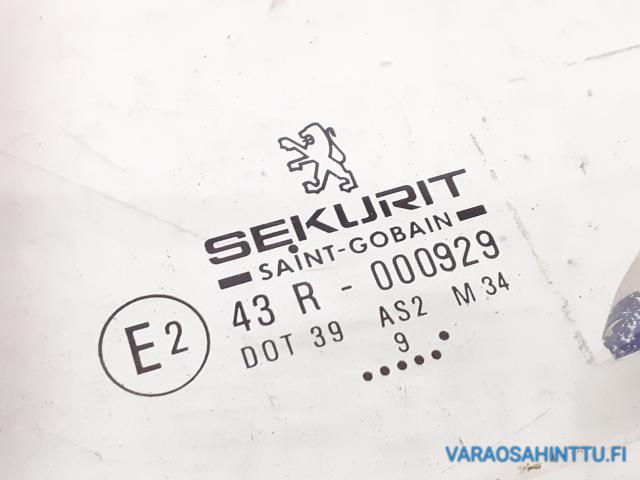 SEKURIT
SAINT-GOBAIN
E2
43 R - 000929
DOT 39 AS2 M 34
9
VARAOSAHINTTU.FI